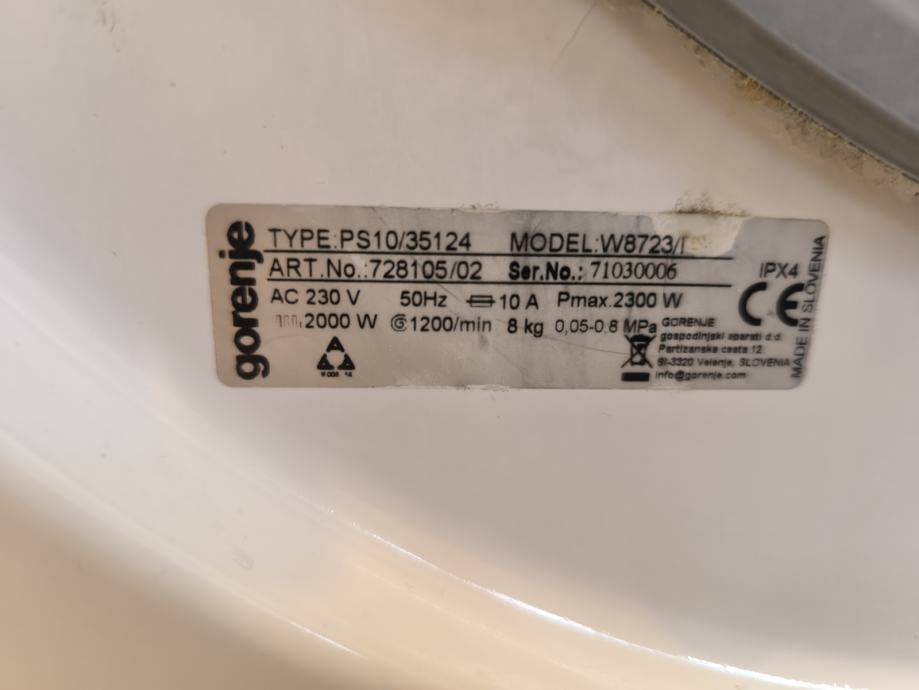 gorenje
TYPE:PS10/35124 MODEL:W8723/I
ART.No.:728105/02 Ser.No.: 71030006
IPX4
AC 230 V 50Hz 10 A Pmax.2300 W
2000 W 1200/min 8 kg 0,05-0,8 MPa
CE
GORENJE
gospodinjski aparati d.d.
Partizanska cesta 12
SI-3320 Velenje, SLOVENIA
info@gorenje.com
MADE IN SLOVENIA